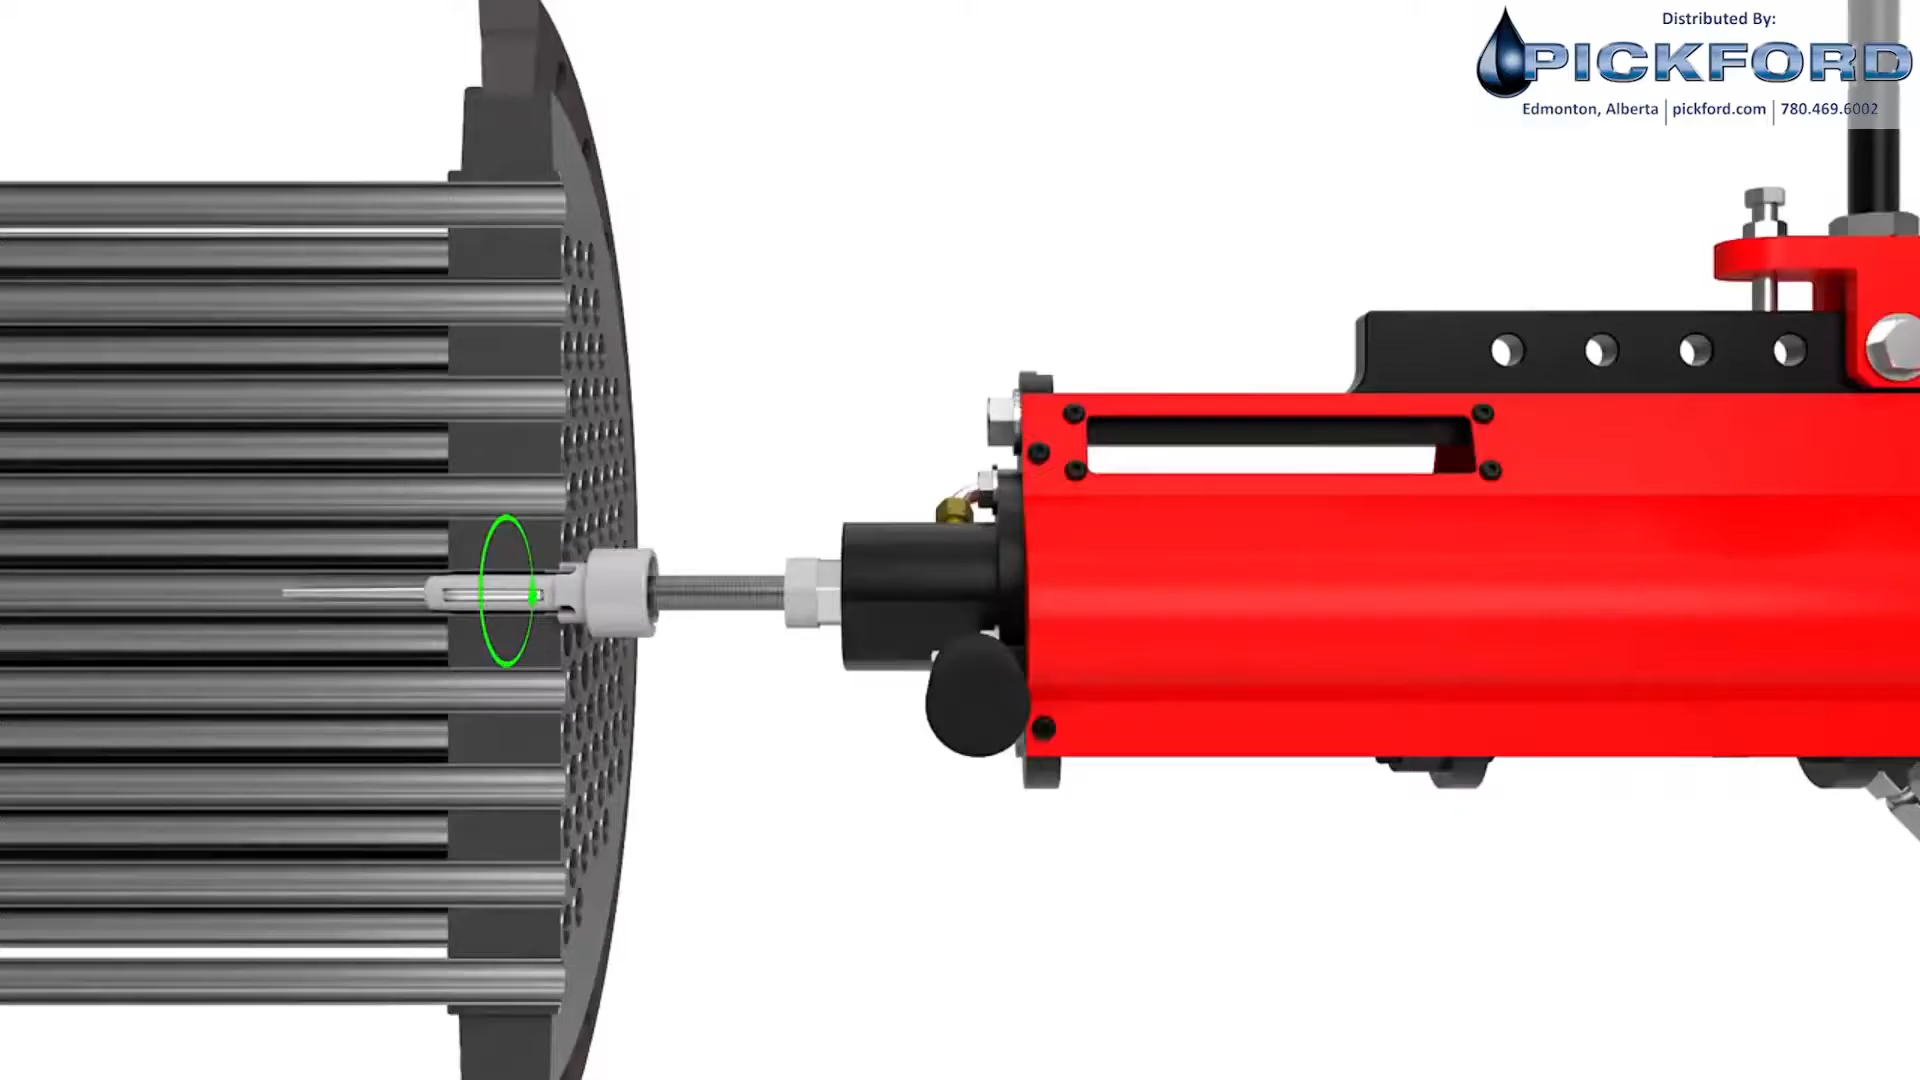 Distributed By:
PICKFORD
Edmonton, Alberta | pickford.com | 780.469.6002